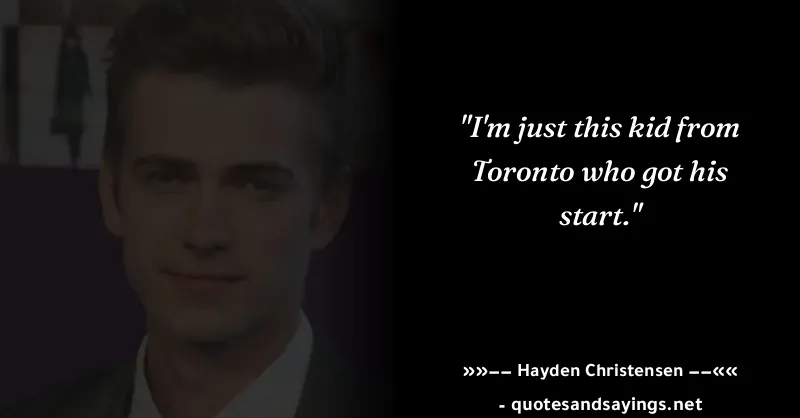 "I'm just this kid from
Toronto who got his
start."
»»−− Hayden Christensen −−««
- quotesandsayings.net